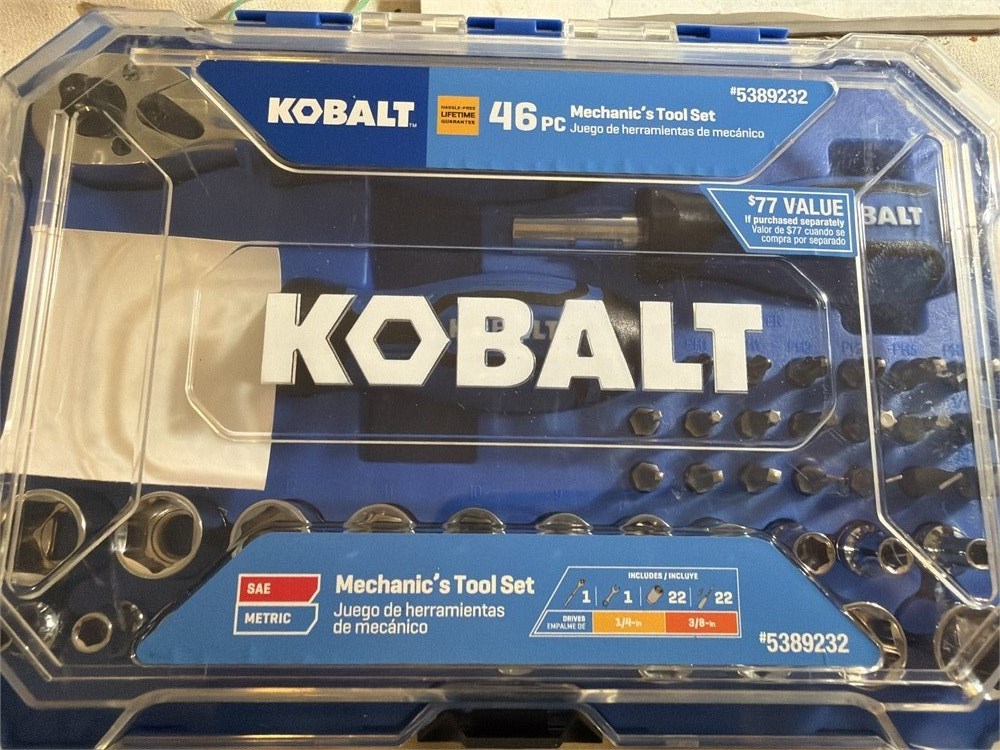 KOBALT™
HASSLE-FREE
LIFETIME
GUARANTEE
46 PC
Mechanic's Tool Set
Juego de herramientas de mecánico
#5389232
$77 VALUE
If purchased separately
Valor de $77 cuando se
compra por separado
BALT
KOBALT
SAE
METRIC
Mechanic's Tool Set
Juego de herramientas
de mecánico
INCLUDES / INCLUYE
1 1 22 22
DRIVES
EMPALME DE
1/4-in 3/8-in
#5389232